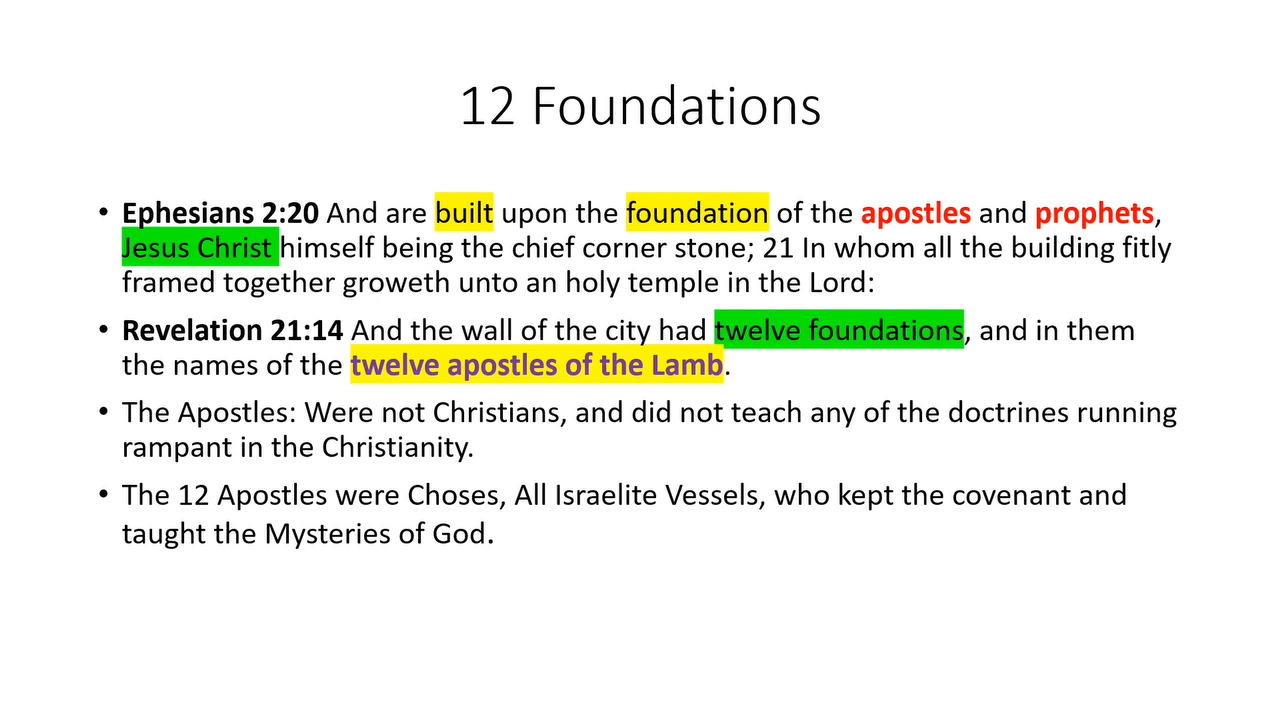 12 Foundations
• Ephesians 2:20 And are built upon the foundation of the apostles and prophets,
Jesus Christ himself being the chief corner stone; 21 In whom all the building fitly
framed together groweth unto an holy temple in the Lord:
• Revelation 21:14 And the wall of the city had twelve foundations, and in them
the names of the twelve apostles of the Lamb.
• The Apostles: Were not Christians, and did not teach any of the doctrines running
rampant in the Christianity.
• The 12 Apostles were Choses, All Israelite Vessels, who kept the covenant and
taught the Mysteries of God.